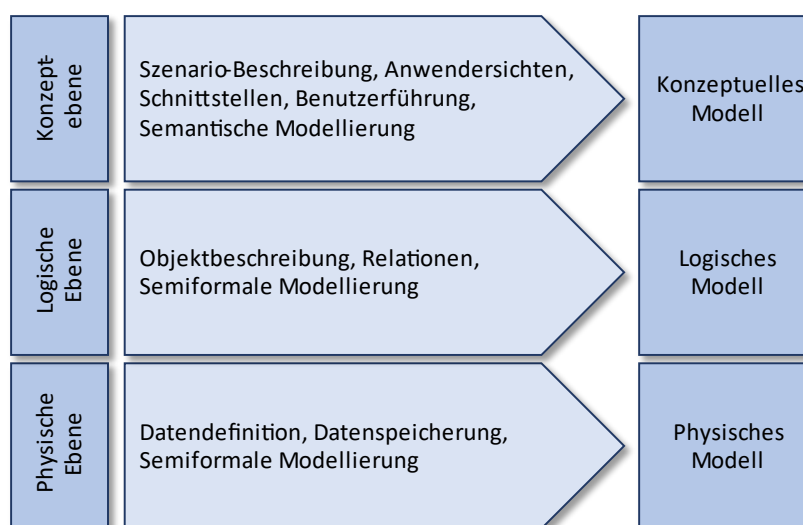 Konzept-
ebene
Szenario-Beschreibung, Anwendersichten,
Schnittstellen, Benutzerführung,
Semantische Modellierung
Konzeptuelles
Modell
Logische
Ebene
Objektbeschreibung, Relationen,
Semiformale Modellierung
Logisches
Modell
Physische
Ebene
Datendefinition, Datenspeicherung,
Semiformale Modellierung
Physisches
Modell